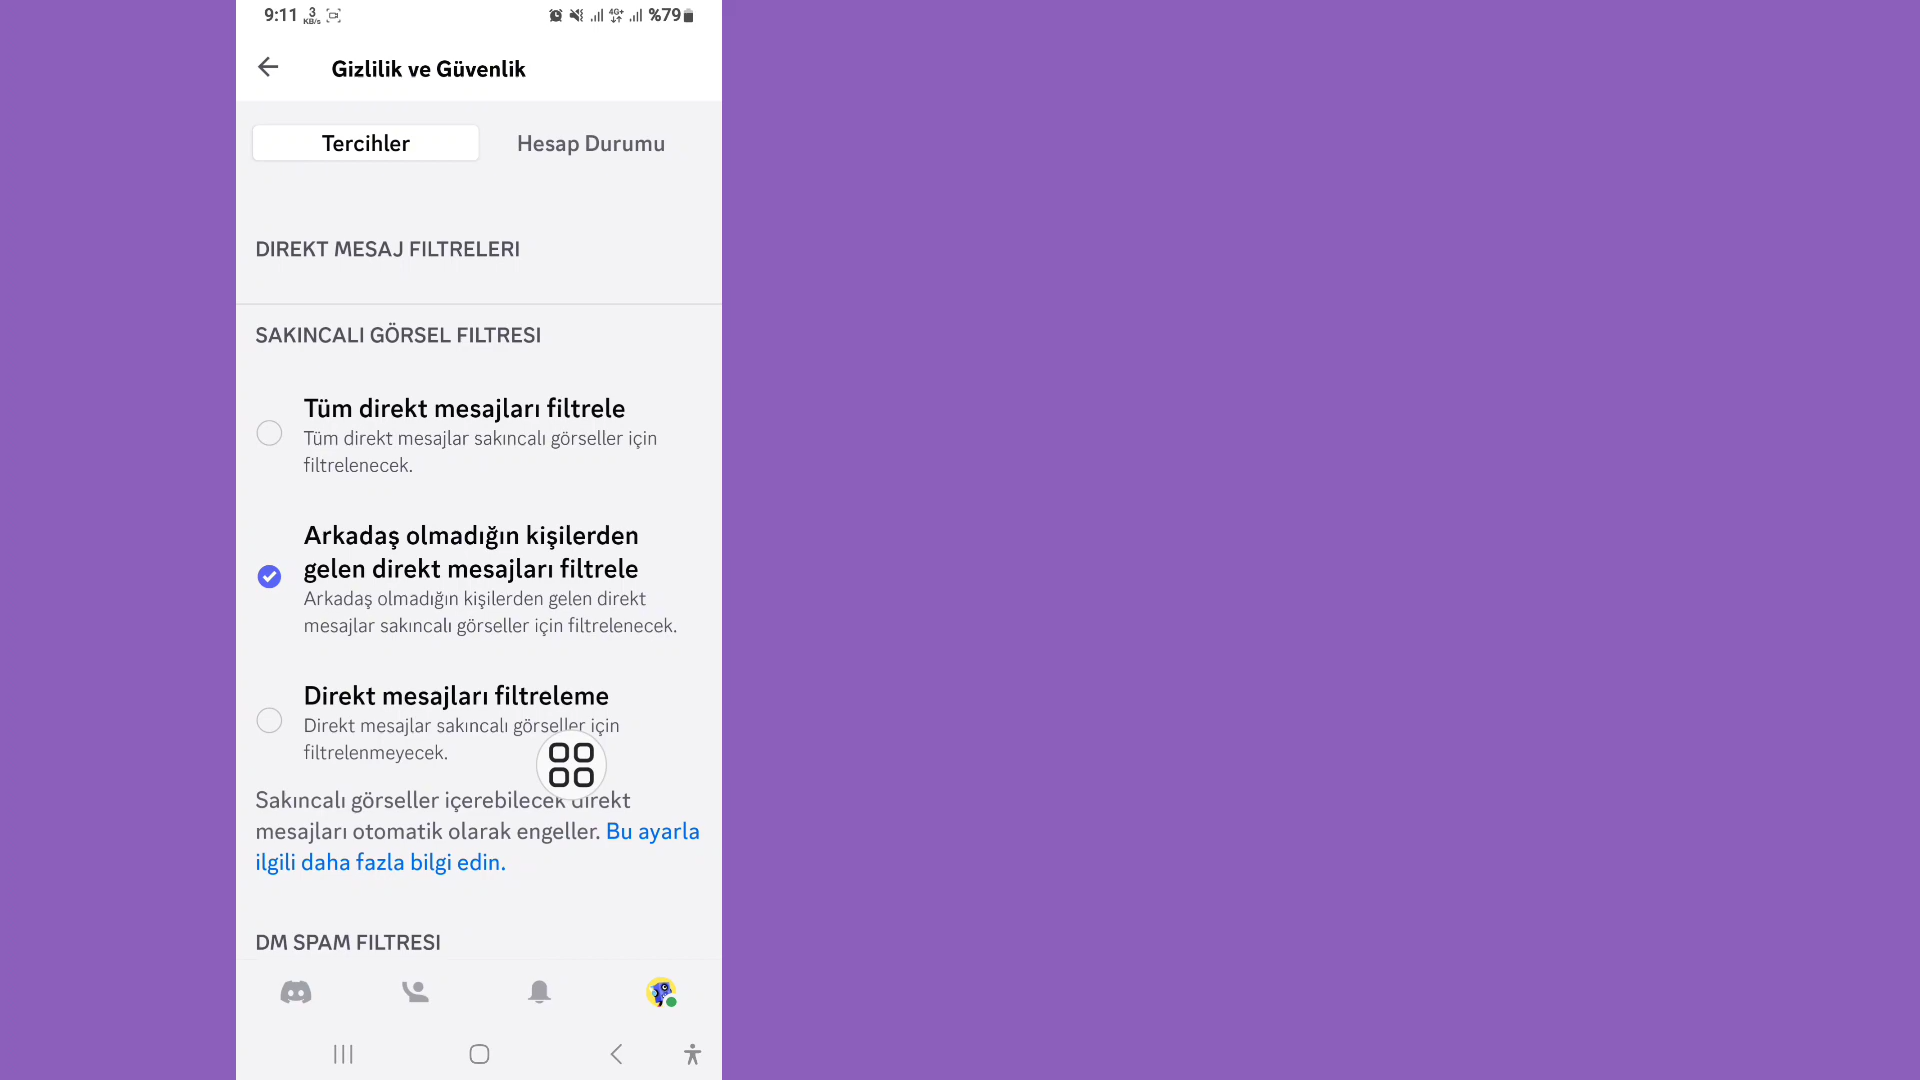 9:11 3 KB/s 4G+ %79
Gizlilik ve Güvenlik
Tercihler Hesap Durumu
DIREKT MESAJ FILTRELERI
SAKINCALI GÖRSEL FILTRESI
Tüm direkt mesajları filtrele
Tüm direkt mesajlar sakıncalı görseller için
filtrelenecek.
Arkadaş olmadığın kişilerden
gelen direkt mesajları filtrele
Arkadaş olmadığın kişilerden gelen direkt
mesajlar sakıncalı görseller için filtrelenecek.
Direkt mesajları filtreleme
Direkt mesajlar sakıncalı görseller için
filtrelenmeyecek.
Sakıncalı görseller içerebilecek direkt
mesajları otomatik olarak engeller. Bu ayarla
ilgili daha fazla bilgi edin.
DM SPAM FILTRESI